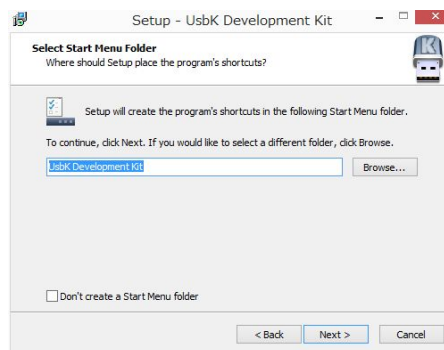 Setup - UsbK Development Kit
Select Start Menu Folder
Where should Setup place the program's shortcuts?
K
Setup will create the program's shortcuts in the following Start Menu folder.
To continue, click Next. If you would like to select a different folder, click Browse.
UsbK Development Kit
Browse...
Don't create a Start Menu folder
< Back
Next >
Cancel